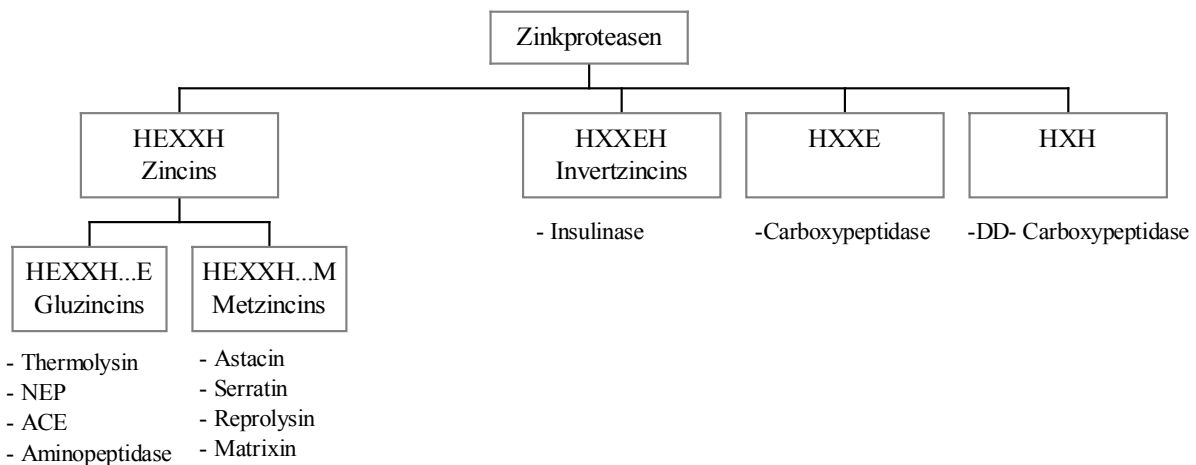 Zinkproteasen
HEXXH
Zincins
HXXEH
Invertzincins
HXXE
HXH
- Insulinase
-Carboxypeptidase
-DD- Carboxypeptidase
HEXXH...E
Gluzincins
HEXXH...M
Metzincins
- Thermolysin
- NEP
- ACE
- Aminopeptidase
- Astacin
- Serratin
- Reprolysin
- Matrixin